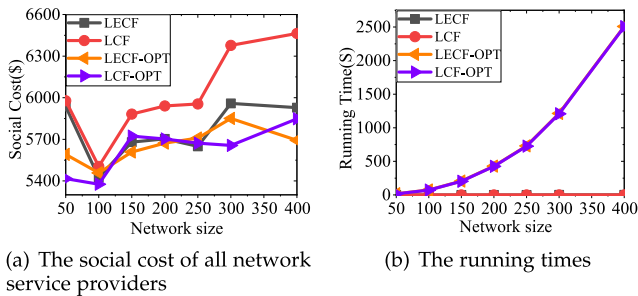 6600
6300
6000
5700
5400
Social Cost($)
LECF
LCF
LECF-OPT
LCF-OPT
50 100 150 200 250 300 400
Network size
2500
2000
1500
1000
500
0
Running Time(S)
LECF
LCF
LECF-OPT
LCF-OPT
50 100 150 200 250 300 400
Network size
(a) The social cost of all network
service providers
(b) The running times